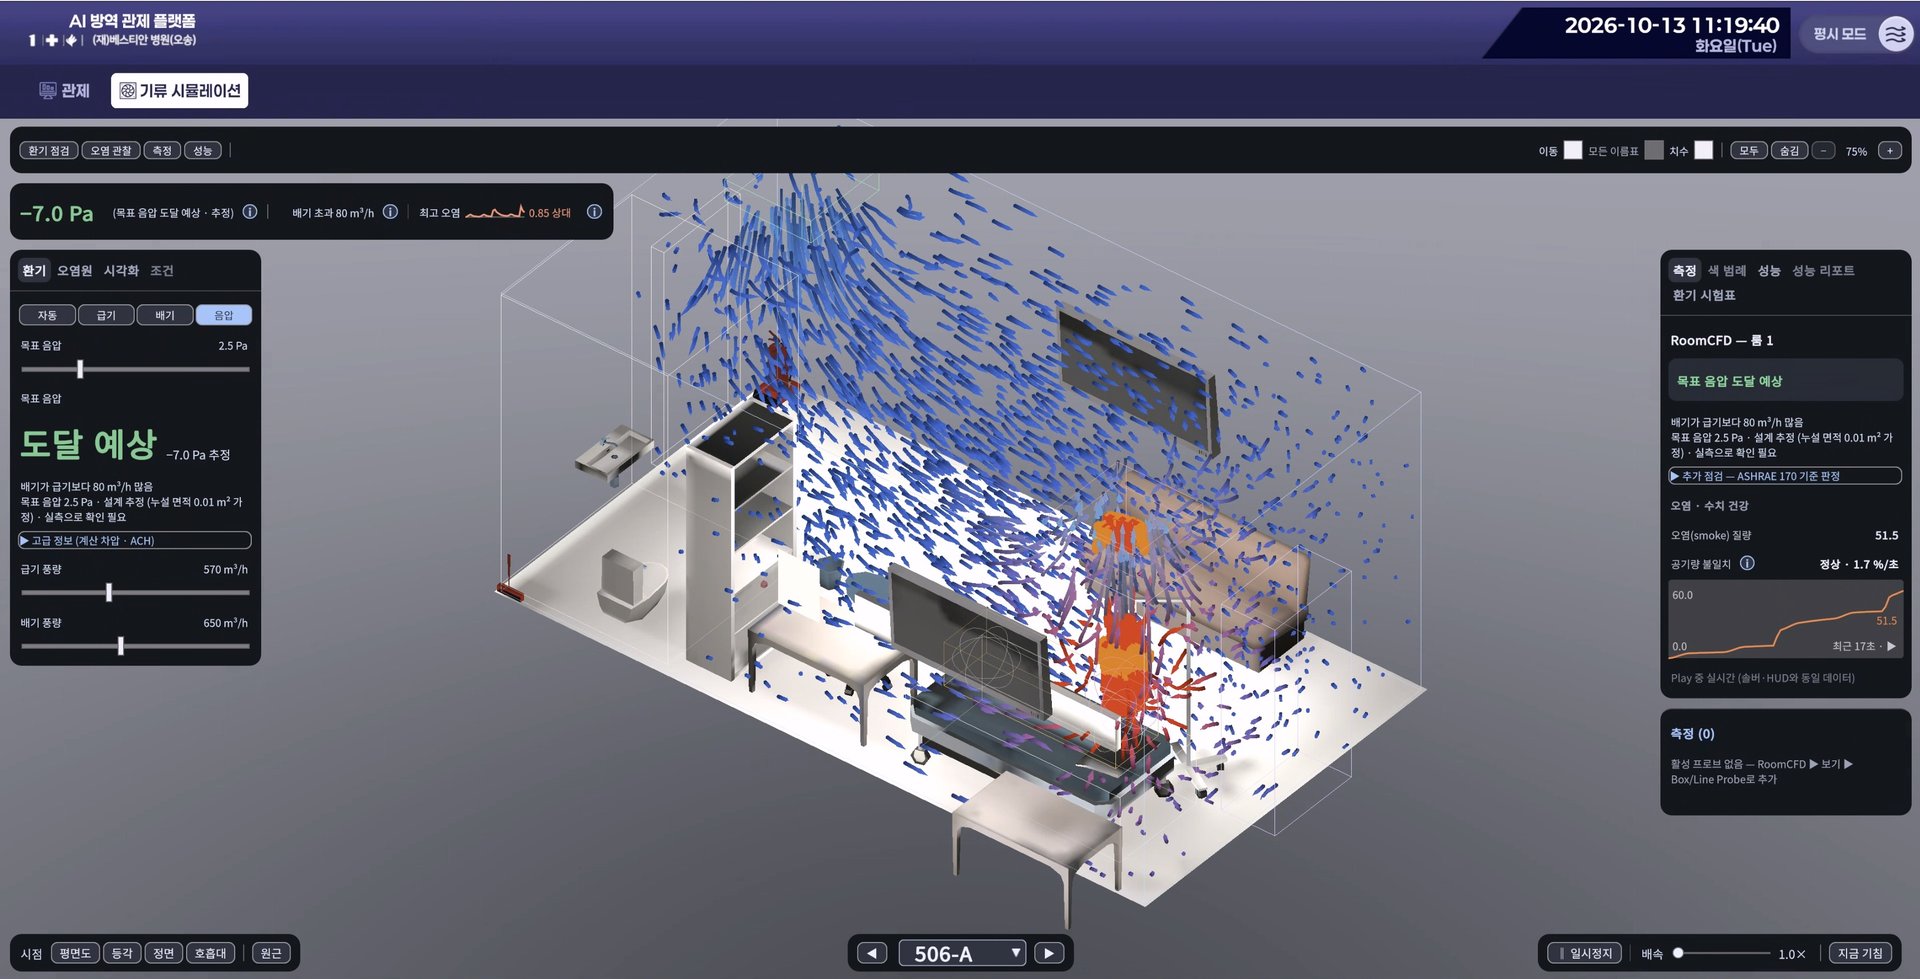 AI 방역 관제 플랫폼
(재)베스티안 병원(오송)
2026-10-13 11:19:40
화요일(Tue)
평시 모드
관제
기류 시뮬레이션
환기 점검 오염 관찰 측정 성능
이동 모든 이름표 치수 모두 숨김 − 75% +
−7.0 Pa (목표 음압 도달 예상 · 추정) 배기 초과 80 m³/h 최고 오염 0.85 상대
환기 오염원 시각화 조건
자동 급기 배기 음압
목표 음압 2.5 Pa
목표 음압
도달 예상 −7.0 Pa 추정
배기가 급기보다 80 m³/h 많음
목표 음압 2.5 Pa · 설계 추정 (누설 면적 0.01 m² 가
정) · 실측으로 확인 필요
▶ 고급 정보 (계산 차압 · ACH)
급기 풍량 570 m³/h
배기 풍량 650 m³/h
측정 색 범례 성능 성능 리포트
환기 시험표
RoomCFD — 룸 1
목표 음압 도달 예상
배기가 급기보다 80 m³/h 많음
목표 음압 2.5 Pa · 설계 추정 (누설 면적 0.01 m² 가
정) · 실측으로 확인 필요
▶ 추가 점검 — ASHRAE 170 기준 판정
오염 · 수치 건강
오염(smoke) 질량 51.5
공기량 불일치 정상 · 1.7 %/초
60.0
51.5
0.0 최근 17초 · ▶
Play 중 실시간 (솔버·HUD와 동일 데이터)
측정 (0)
활성 프로브 없음 — RoomCFD ▶ 보기 ▶
Box/Line Probe로 추가
시점 평면도 등각 정면 호흡대 원근
◀ 506-A ▼ ▶
일시정지 배속 1.0× 지금 기침